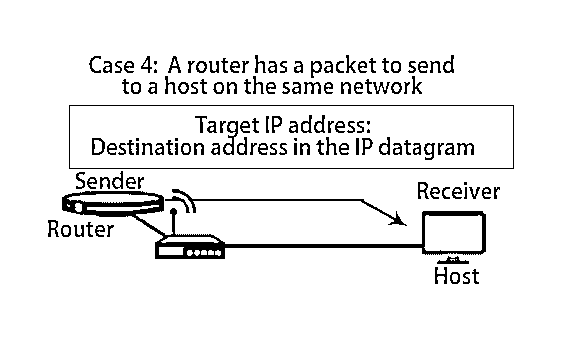 Case 4: A router has a packet to send
to a host on the same network
Target IP address:
Destination address in the IP datagram
Sender
Receiver
Router
Host